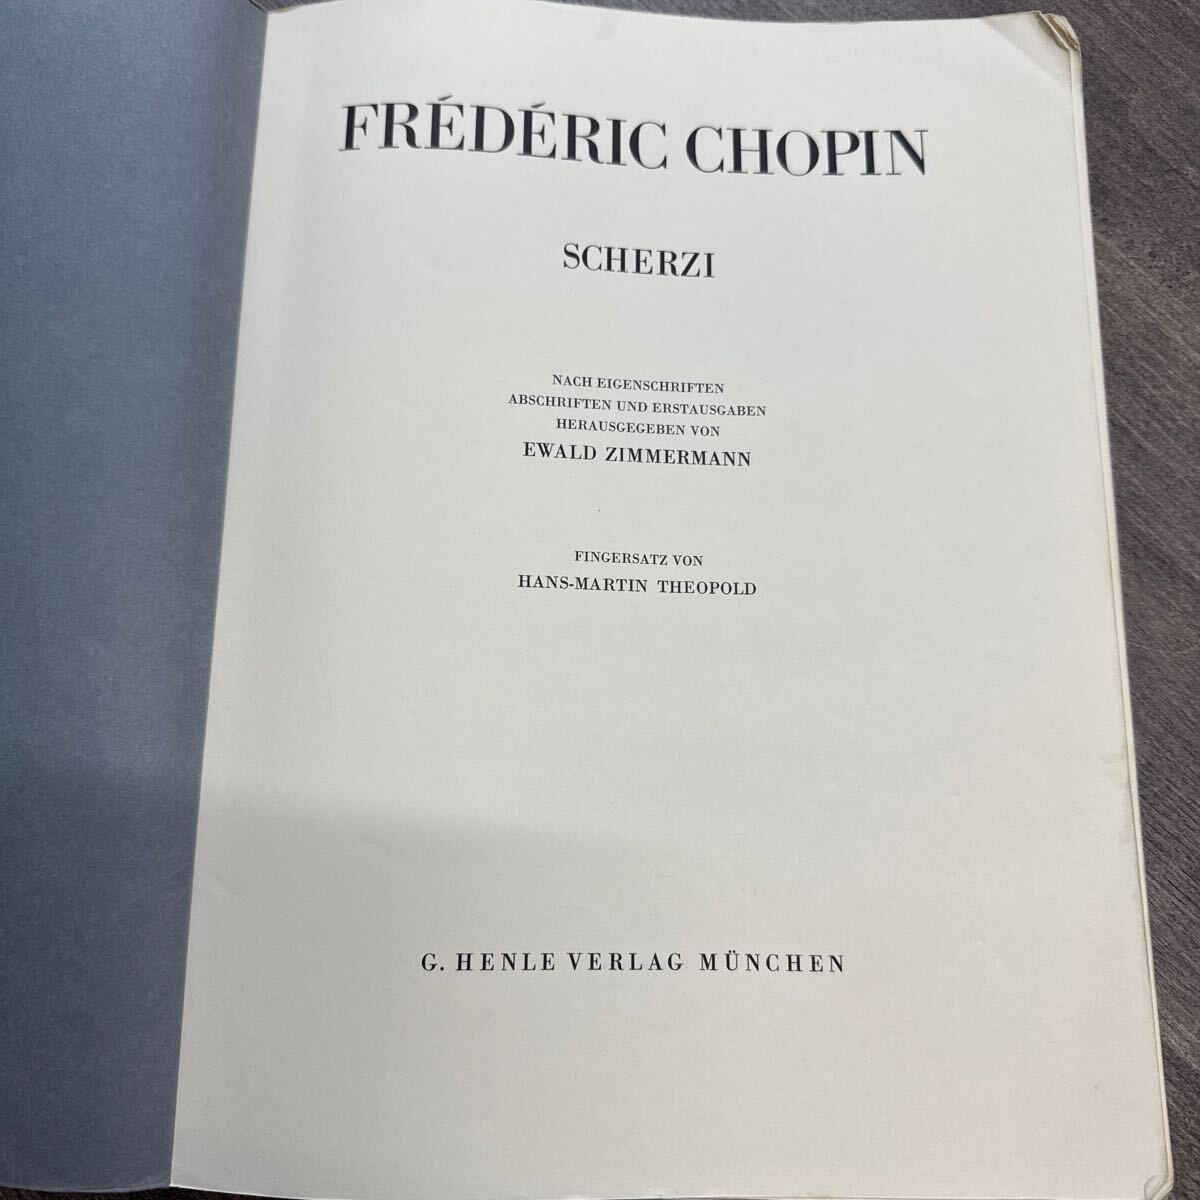 FRÉDÉRIC CHOPIN
SCHERZI
NACH EIGENSCHRIFTEN
ABSCHRIFTEN UND ERSTAUSGABEN
HERAUSGEGEBEN VON
EWALD ZIMMERMANN
FINGERSATZ VON
HANS-MARTIN THEOPOLD
G. HENLE VERLAG MÜNCHEN